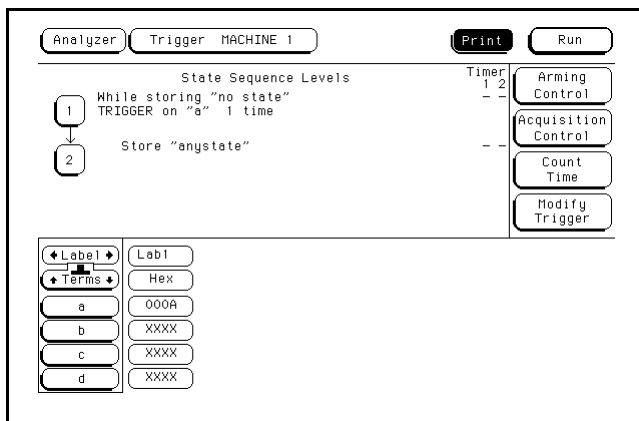 Analyzer Trigger MACHINE 1 Print Run
State Sequence Levels
Timer
1 2
1 While storing "no state" - -
TRIGGER on "a" 1 time
2 Store "anystate" - -
Arming
Control
Acquisition
Control
Count
Time
Modify
Trigger
Label Lab1
Terms Hex
a 000A
b XXXX
c XXXX
d XXXX